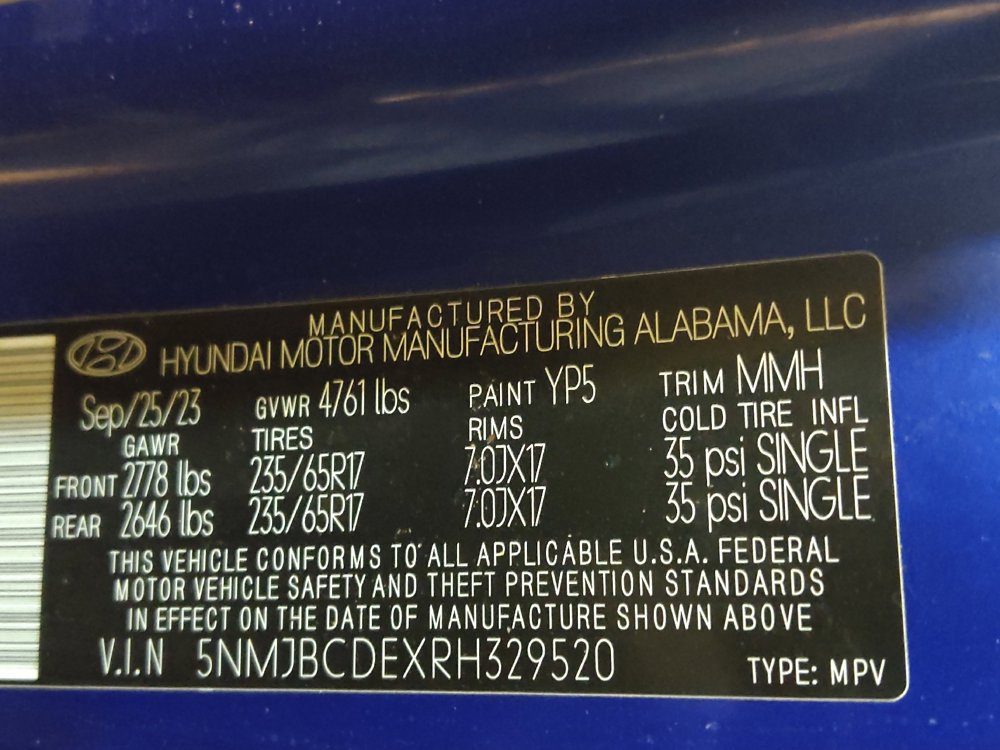 MANUFACTURED BY
HYUNDAI MOTOR MANUFACTURING ALABAMA, LLC
Sep/25/23 GVWR 4761 lbs PAINT YP5 TRIM MMH
GAWR TIRES RIMS COLD TIRE INFL
FRONT 2778 lbs 235/65R17 7.0JX17 35 psi SINGLE
REAR 2646 lbs 235/65R17 7.0JX17 35 psi SINGLE
THIS VEHICLE CONFORMS TO ALL APPLICABLE U.S.A. FEDERAL
MOTOR VEHICLE SAFETY AND THEFT PREVENTION STANDARDS
IN EFFECT ON THE DATE OF MANUFACTURE SHOWN ABOVE
V.I.N 5NMJBCDEXRH329520 TYPE: MPV